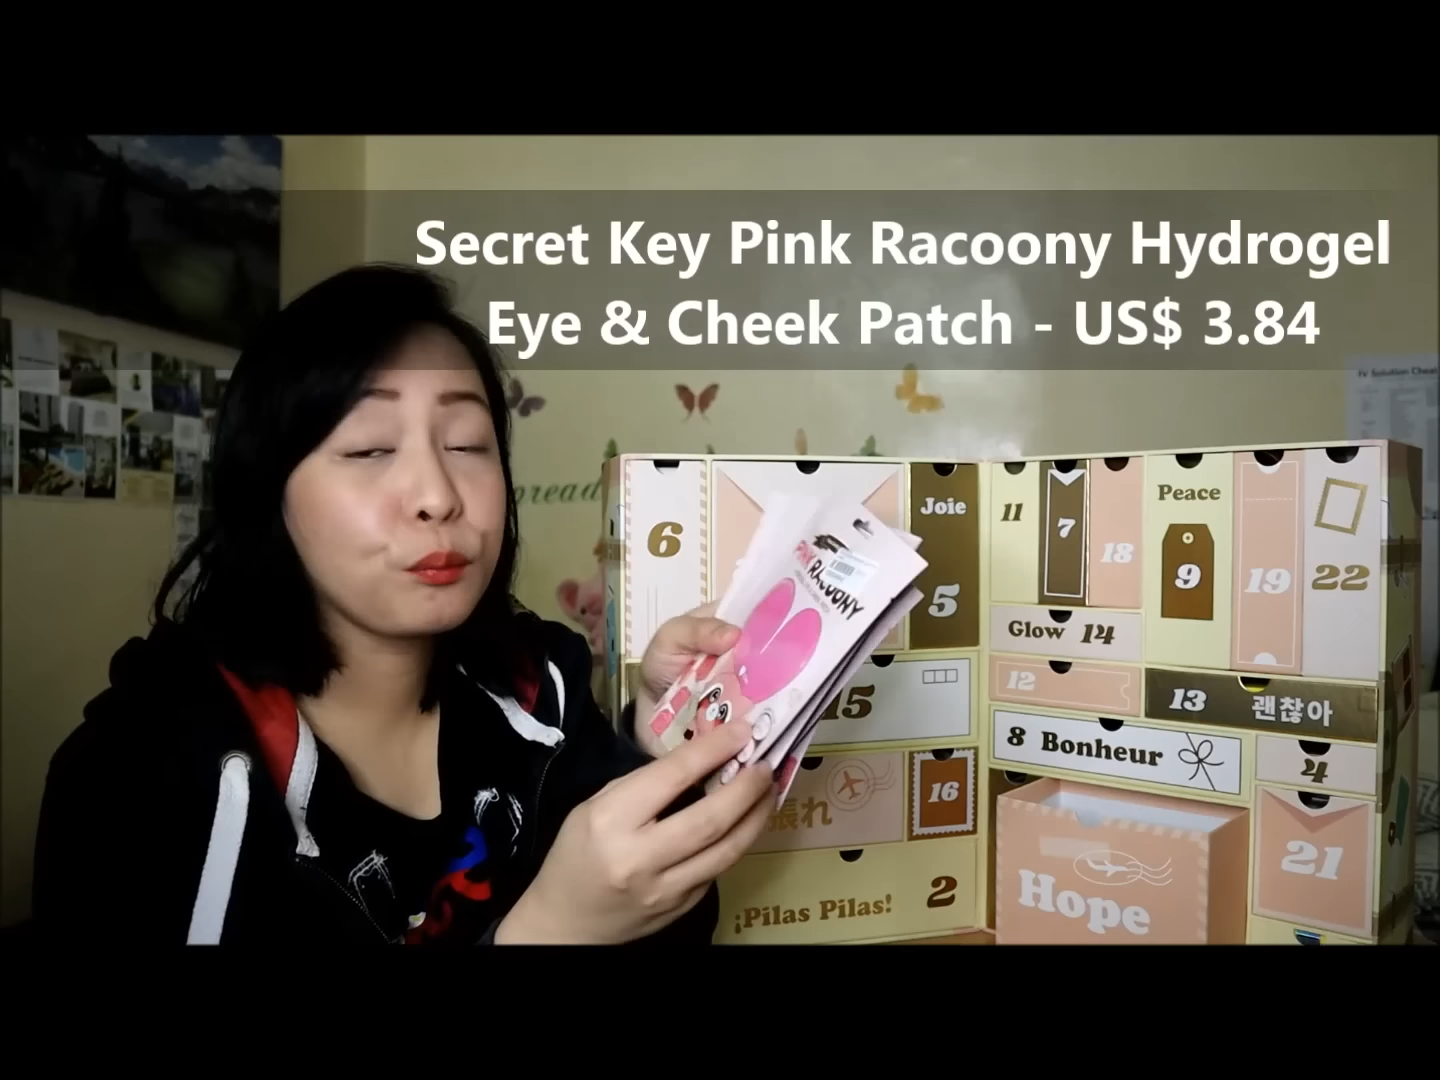 Secret Key Pink Racoony Hydrogel
Eye & Cheek Patch - US$ 3.84
Joie
Peace
6
11
7
18
9
19
22
5
Glow 14
12
15
13 괜찮아
8 Bonheur
4
16
張れ
21
Hope
¡Pilas Pilas!
2
PINK
RACOONY